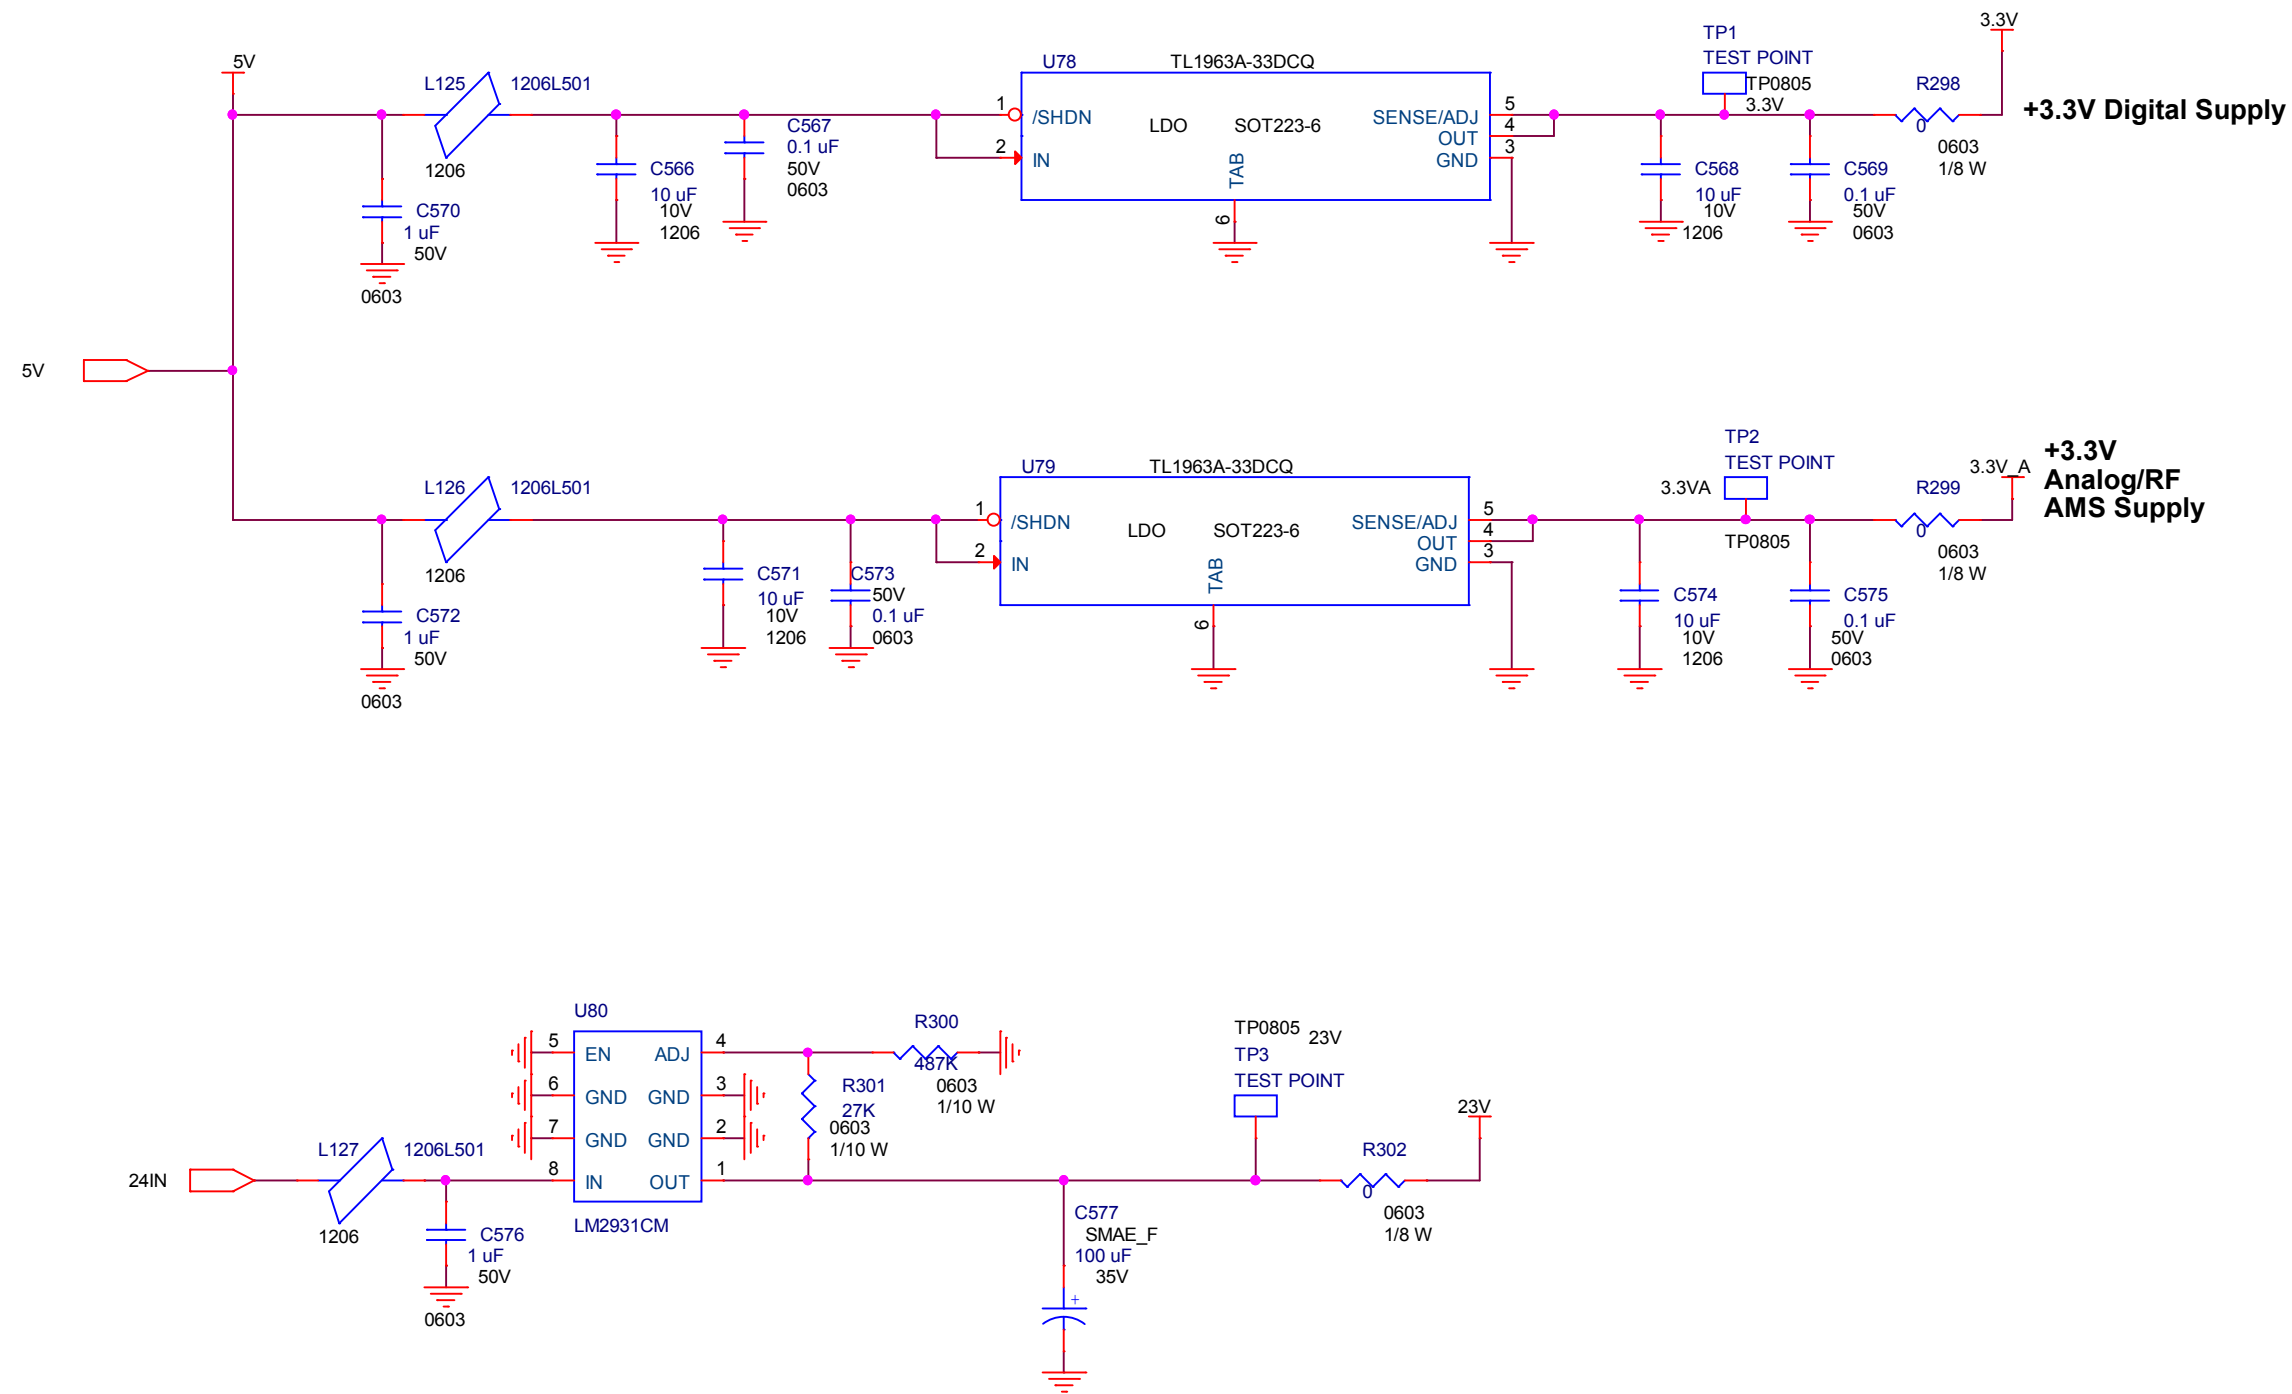 5V
L125
1206L501
1206
C570
1 uF
50V
0603
C566
10 uF
10V
1206
C567
0.1 uF
50V
0603
U78
TL1963A-33DCQ
1
/SHDN
2
IN
LDO
SOT223-6
TAB
6
SENSE/ADJ
5
OUT
4
GND
3
TP1
TEST POINT
TP0805
3.3V
C568
10 uF
10V
1206
C569
0.1 uF
50V
0603
R298
0
0603
1/8 W
3.3V
+3.3V Digital Supply
5V
L126
1206L501
1206
C572
1 uF
50V
0603
C571
10 uF
10V
1206
C573
50V
0.1 uF
0603
U79
TL1963A-33DCQ
1
/SHDN
2
IN
LDO
SOT223-6
TAB
6
SENSE/ADJ
5
OUT
4
GND
3
TP2
TEST POINT
3.3VA
TP0805
C574
10 uF
10V
1206
C575
0.1 uF
50V
0603
R299
0
0603
1/8 W
3.3V_A
+3.3V
Analog/RF
AMS Supply
24IN
L127
1206L501
1206
C576
1 uF
50V
0603
U80
5
EN
ADJ
4
6
GND
GND
3
7
GND
GND
2
8
IN
OUT
1
LM2931CM
R300
487K
0603
1/10 W
R301
27K
0603
1/10 W
C577
SMAE_F
100 uF
35V
+
TP0805
23V
TP3
TEST POINT
R302
0
0603
1/8 W
23V